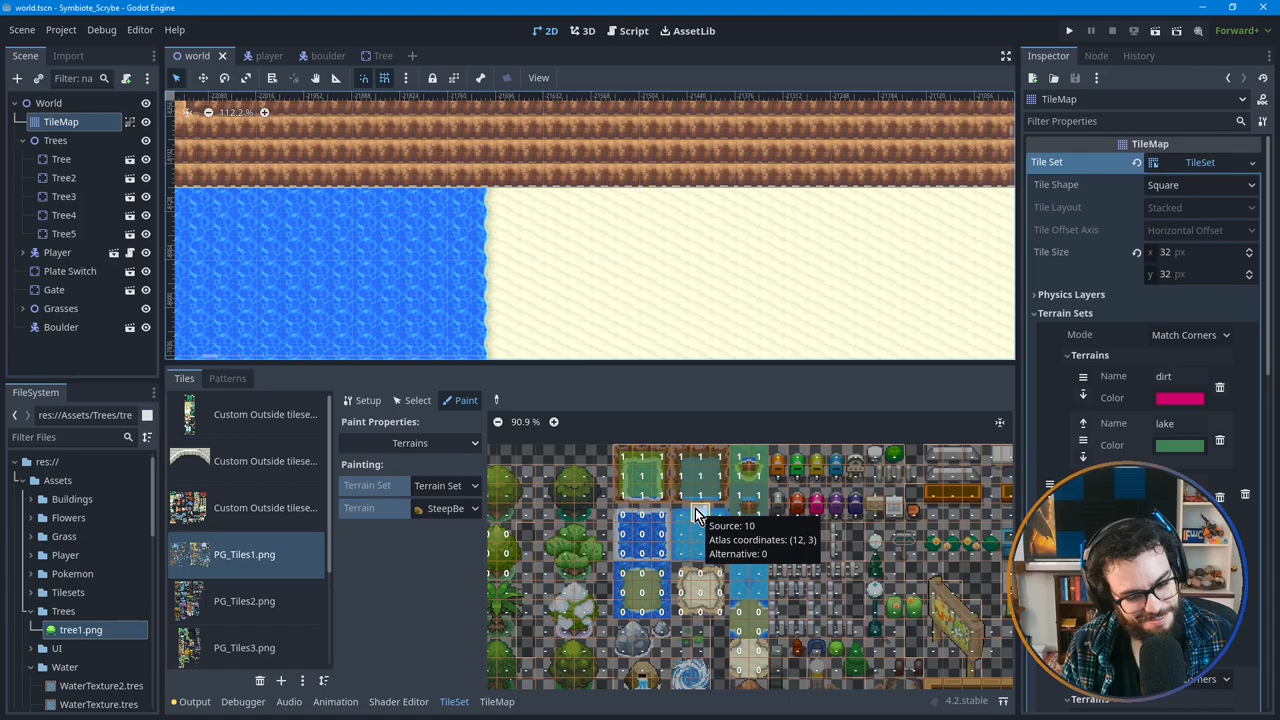 world.tscn - Symbiote_Scrybe - Godot Engine
Scene Project Debug Editor Help
2D 3D Script AssetLib
Forward+
Scene Import
world player boulder Tree
Inspector Node History
Filter: na
View
TileMap
Filter Properties
World
TileMap
Trees
Tree
Tree2
Tree3
Tree4
Tree5
Player
Plate Switch
Gate
Grasses
Boulder
112.2 %
TileMap
Tile Set TileSet
Tile Shape Square
Tile Layout Stacked
Tile Offset Axis Horizontal Offset
Tile Size x 32 px
y 32 px
Physics Layers
Terrain Sets
Mode Match Corners
Terrains
Name dirt
Color
Name lake
Color
FileSystem
res://Assets/Trees/tre
Filter Files
res://
Assets
Buildings
Flowers
Grass
Player
Pokemon
Tilesets
Trees
tree1.png
UI
Water
WaterTexture2.tres
WaterTexture.tres
Tiles Patterns
Custom Outside tilese...
Custom Outside tilese...
Custom Outside tilese...
PG_Tiles1.png
PG_Tiles2.png
PG_Tiles3.png
Setup Select Paint
Paint Properties:
Terrains
Painting:
Terrain Set Terrain Set
Terrain SteepBe
90.9 %
Source: 10
Atlas coordinates: (12, 3)
Alternative: 0
Output Debugger Audio Animation Shader Editor TileSet TileMap
4.2.stable